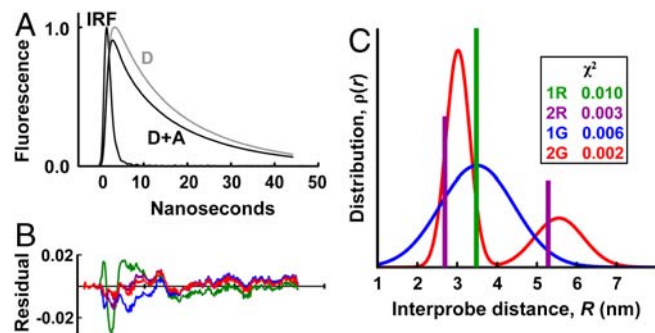 A
IRF
1.0
D
D+A
Fluorescence
0.0
0 10 20 30 40 50
Nanoseconds
B
0.02
-0.02
Residual
C
χ²
1R 0.010
2R 0.003
1G 0.006
2G 0.002
Distribution, ρ(r)
1 2 3 4 5 6 7
Interprobe distance, R (nm)